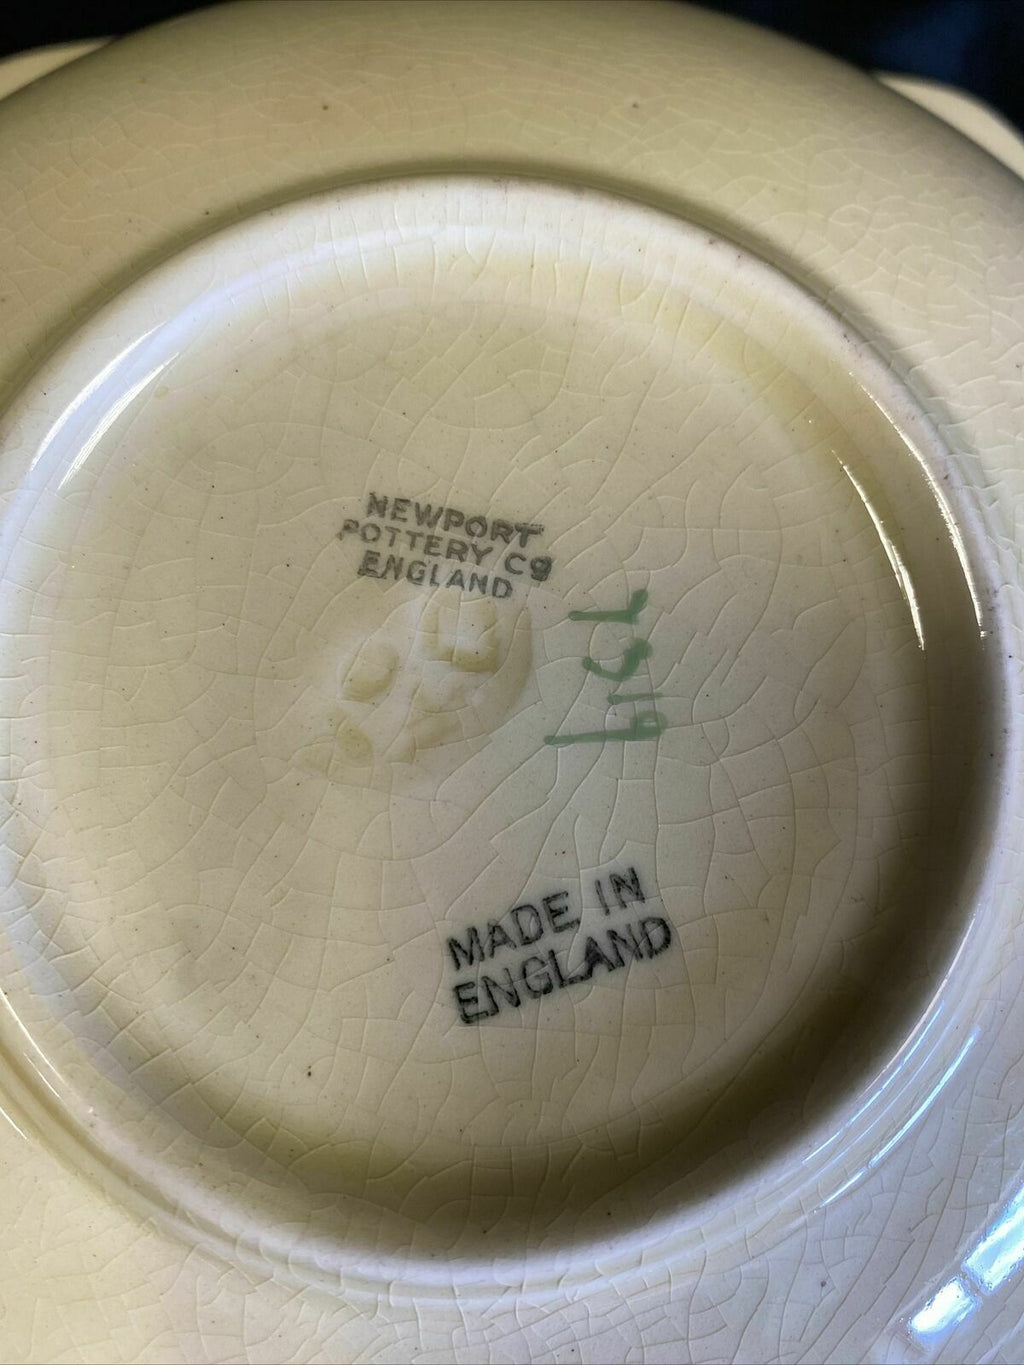 NEWPORT
POTTERY Co
ENGLAND
MADE IN
ENGLAND